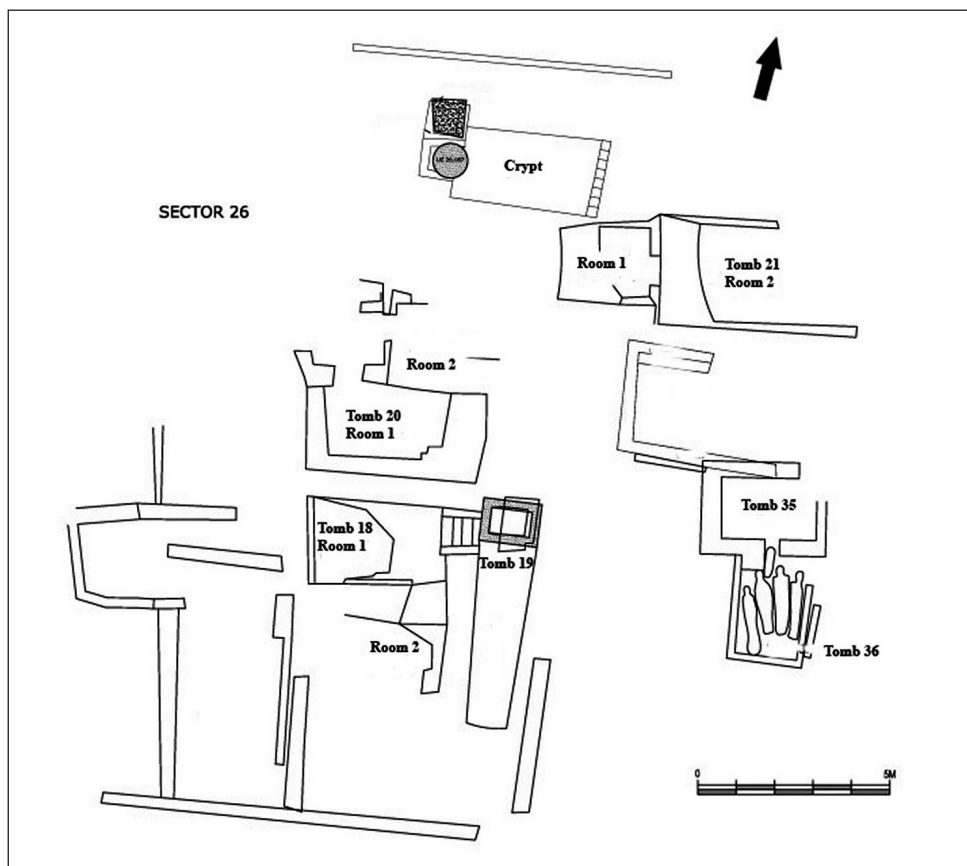 Crypt
SECTOR 26
Room 1
Tomb 21
Room 2
Room 2
Tomb 20
Room 1
Tomb 35
Tomb 18
Room 1
Tomb 19
Room 2
Tomb 36
0
5M